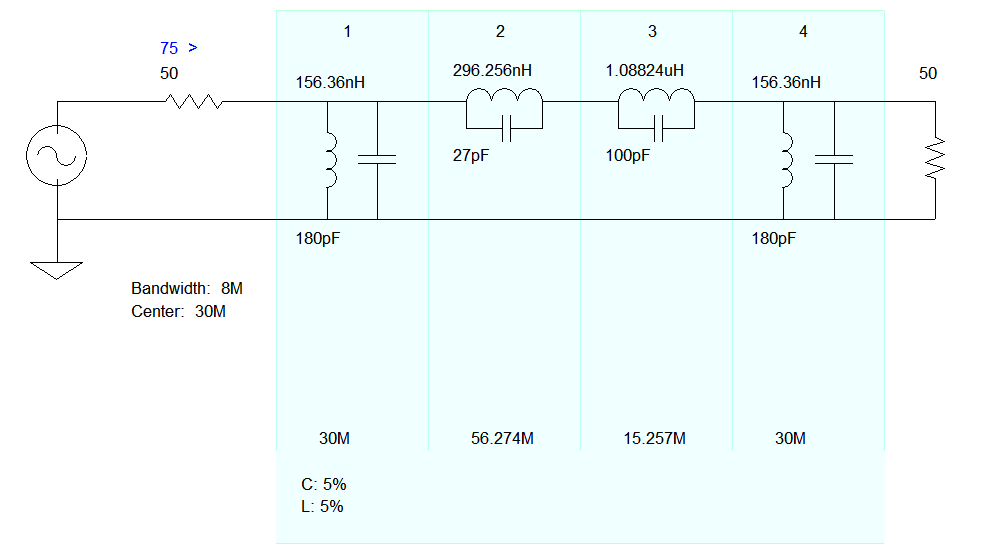 1
2
3
4
75 >
50
156.36nH
296.256nH
1.08824uH
156.36nH
50
27pF
100pF
180pF
180pF
Bandwidth: 8M
Center: 30M
30M
56.274M
15.257M
30M
C: 5%
L: 5%